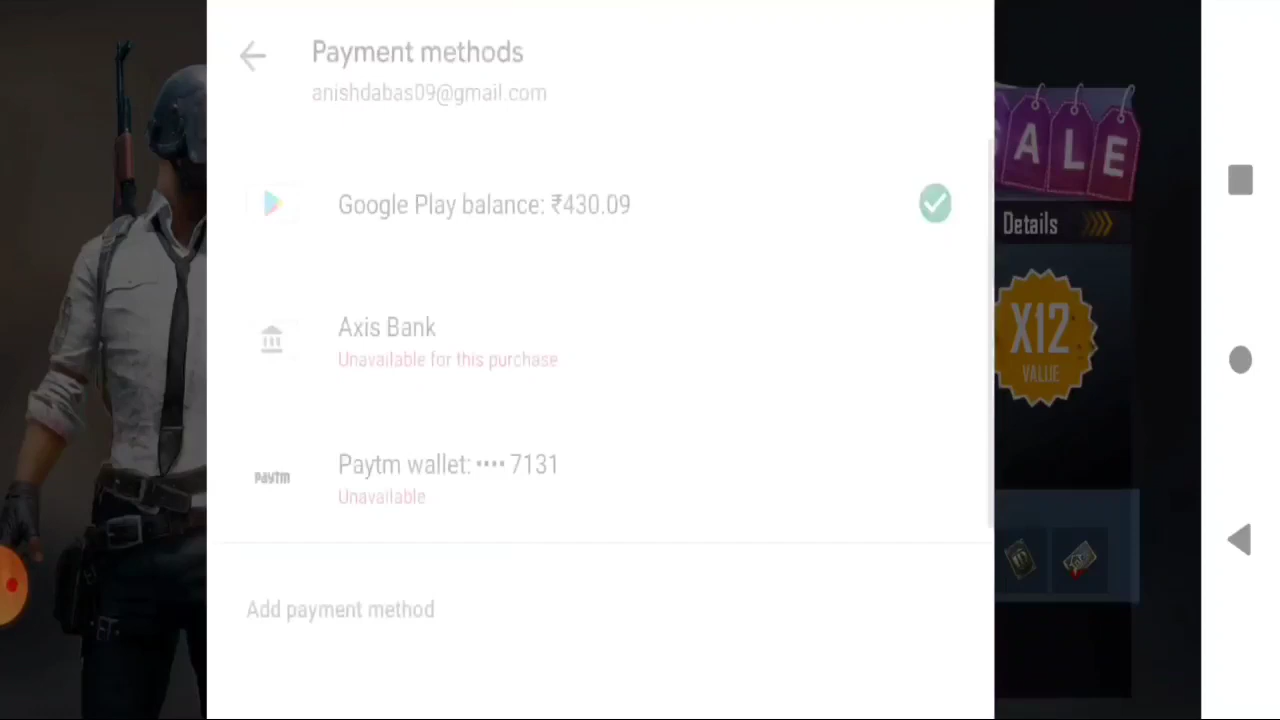 Payment methods
anishdabas09@gmail.com
Google Play balance: ₹430.09
Axis Bank
Unavailable for this purchase
Paytm
Paytm wallet: •••• 7131
Unavailable
Add payment method
ALE
Details
X12
VALUE